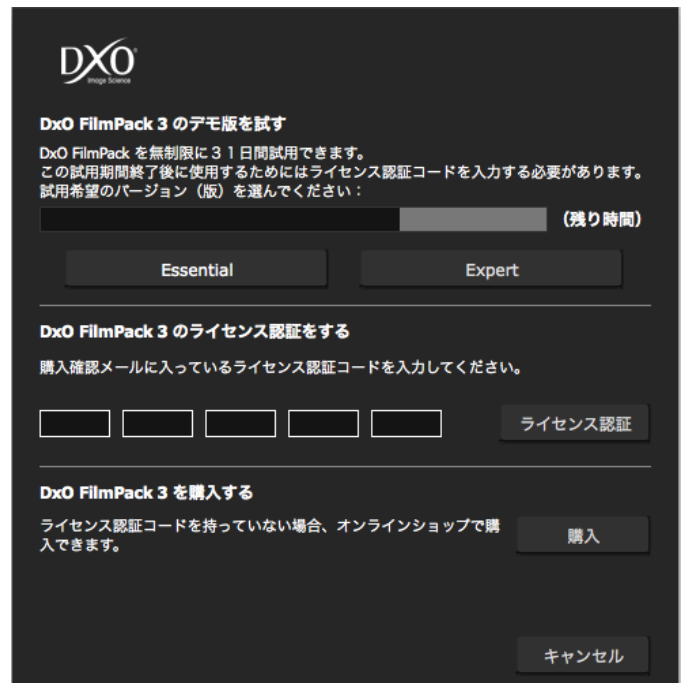 DXO
Image Science
DxO FilmPack 3 のデモ版を試す
DxO FilmPack を無制限に３１日間試用できます。
この試用期間終了後に使用するためにはライセンス認証コードを入力する必要があります。
試用希望のバージョン（版）を選んでください：
（残り時間）
Essential
Expert
DxO FilmPack 3 のライセンス認証をする
購入確認メールに入っているライセンス認証コードを入力してください。
ライセンス認証
DxO FilmPack 3 を購入する
ライセンス認証コードを持っていない場合、オンラインショップで購
入できます。
購入
キャンセル